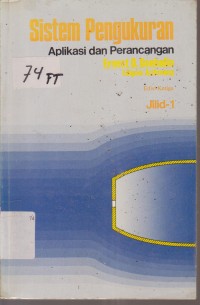 Sistem Pengukuran
Aplikasi dan Perancangan
74 FT
Jilid-1